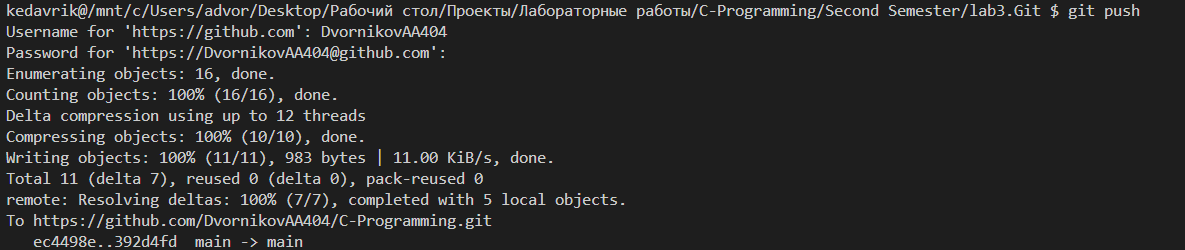 kedavrik@/mnt/c/Users/advor/Desktop/Рабочий стол/Проекты/Лабораторные работы/C-Programming/Second Semester/lab3.Git $ git push
Username for 'https://github.com': DvornikovAA404
Password for 'https://DvornikovAA404@github.com':
Enumerating objects: 16, done.
Counting objects: 100% (16/16), done.
Delta compression using up to 12 threads
Compressing objects: 100% (10/10), done.
Writing objects: 100% (11/11), 983 bytes | 11.00 KiB/s, done.
Total 11 (delta 7), reused 0 (delta 0), pack-reused 0
remote: Resolving deltas: 100% (7/7), completed with 5 local objects.
To https://github.com/DvornikovAA404/C-Programming.git
   ec4498e..392d4fd  main -> main